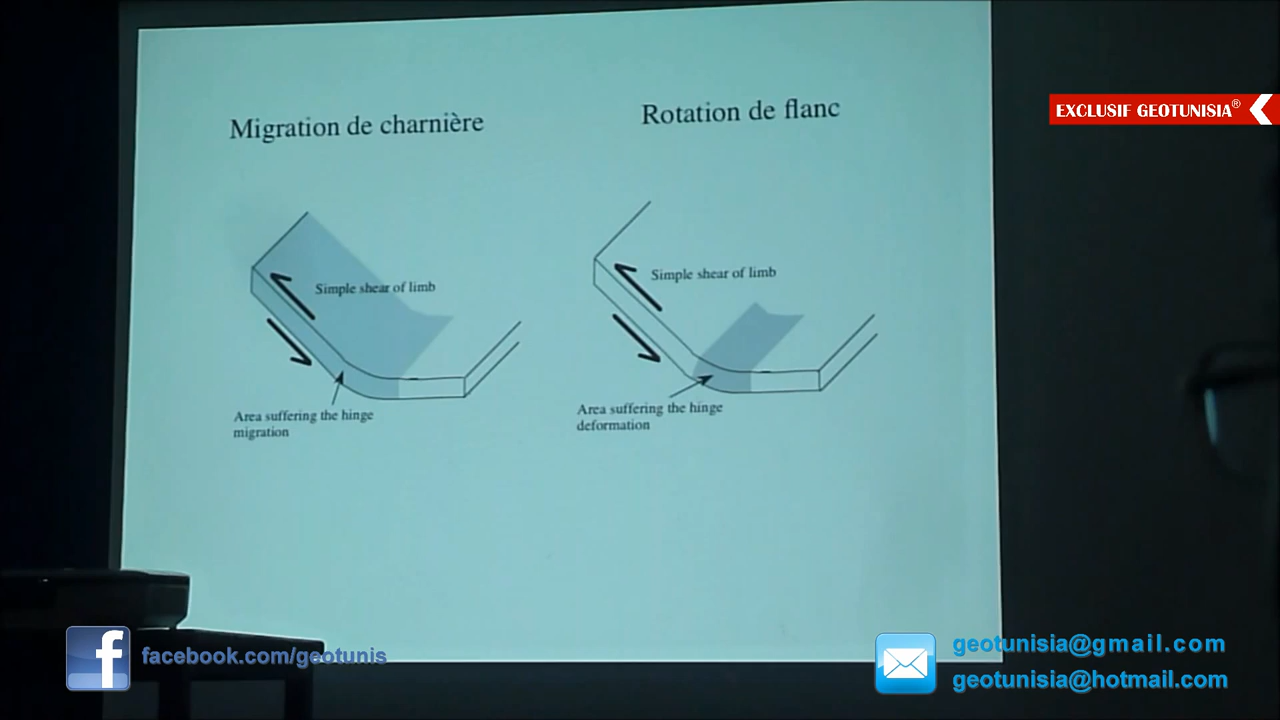 Migration de charnière
Rotation de flanc
EXCLUSIF GEOTUNISIA®
Simple shear of limb
Simple shear of limb
Area suffering the hinge
migration
Area suffering the hinge
deformation
facebook.com/geotunis
geotunisia@gmail.com
geotunisia@hotmail.com